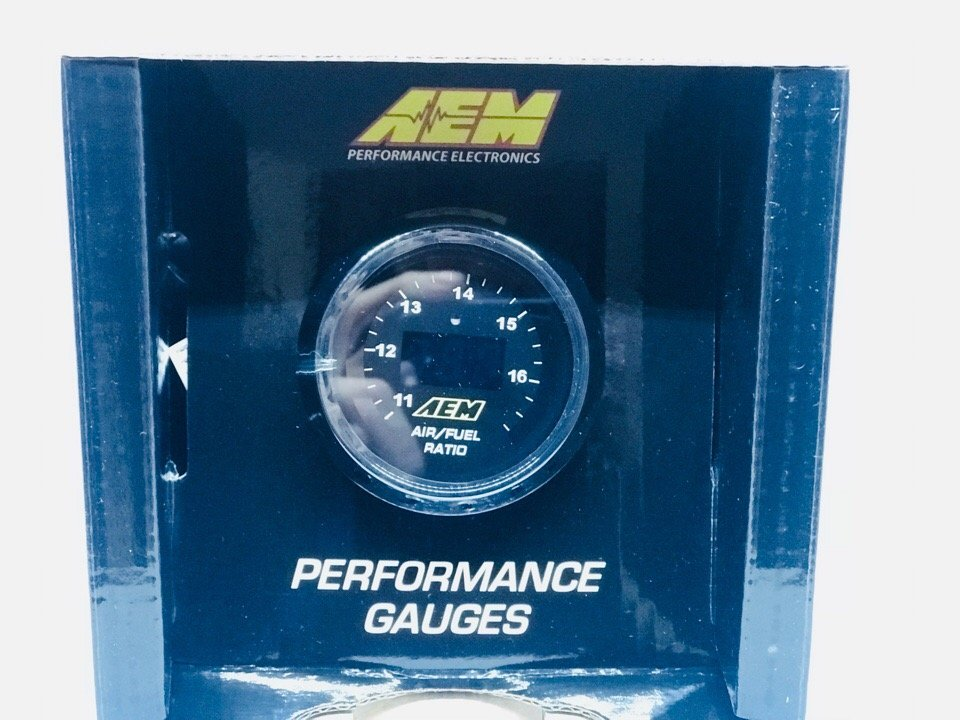 AEM
PERFORMANCE ELECTRONICS
14
13
15
12
16
11
AEM
AIR/FUEL
RATIO
PERFORMANCE
GAUGES